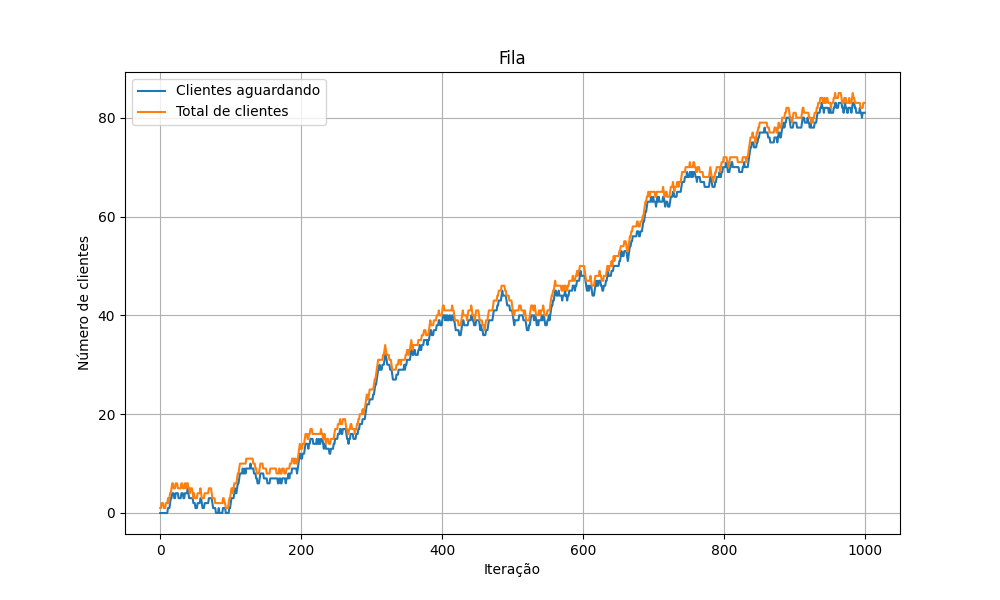 Fila
Clientes aguardando
Total de clientes
Número de clientes
80
60
40
20
0
0 200 400 600 800 1000
Iteração